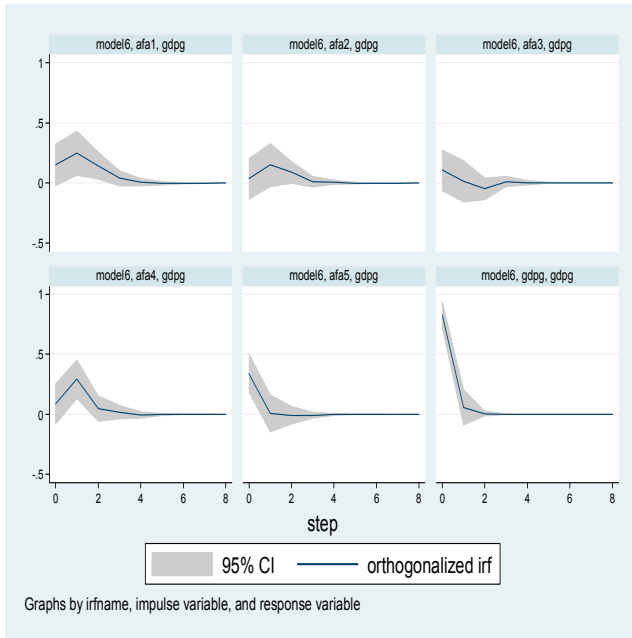 model6, afa1, gdpg
model6, afa2, gdpg
model6, afa3, gdpg
1
.5
0
-.5
model6, afa4, gdpg
model6, afa5, gdpg
model6, gdpg, gdpg
1
.5
0
-.5
0 2 4 6 8
0 2 4 6 8
0 2 4 6 8
step
95% CI
orthogonalized irf
Graphs by irfname, impulse variable, and response variable